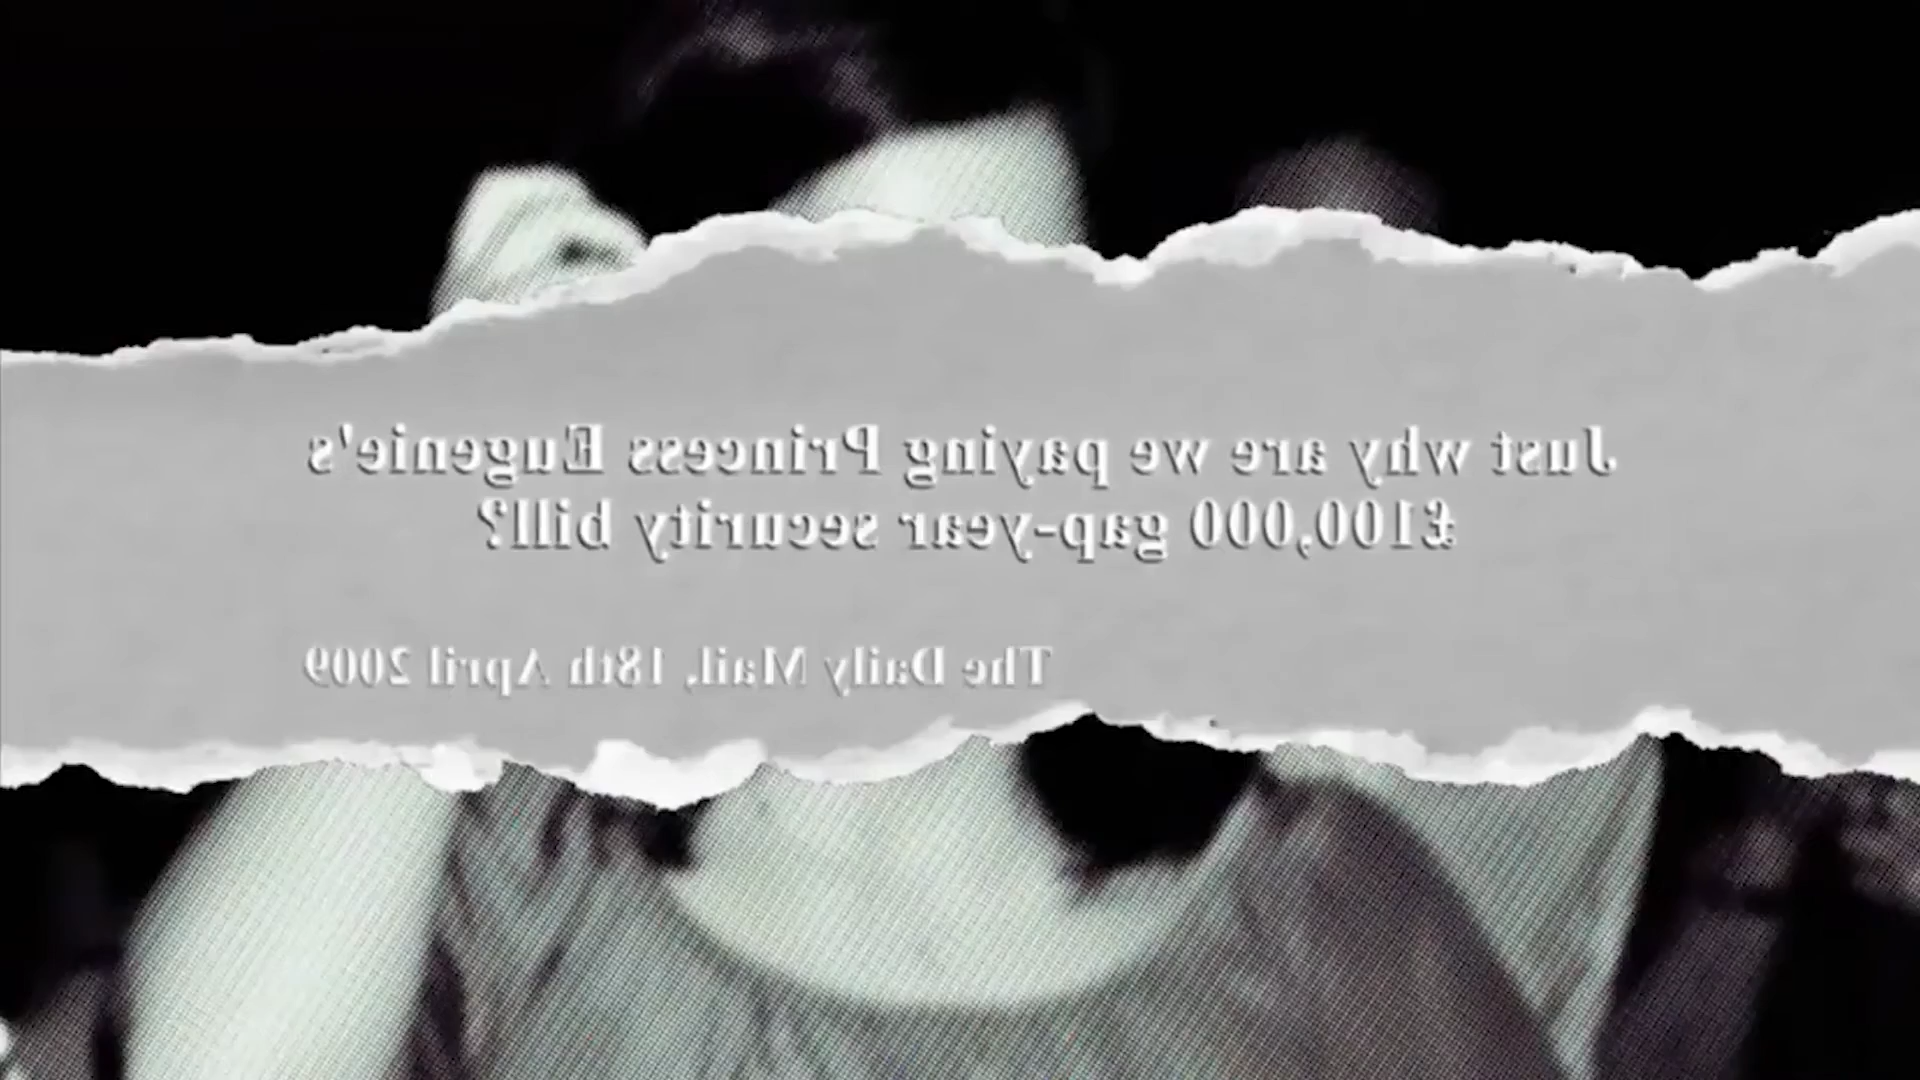 Just why are we paying Princess Eugenie's
£100,000 gap-year security bill?
The Daily Mail, 18th April 2009